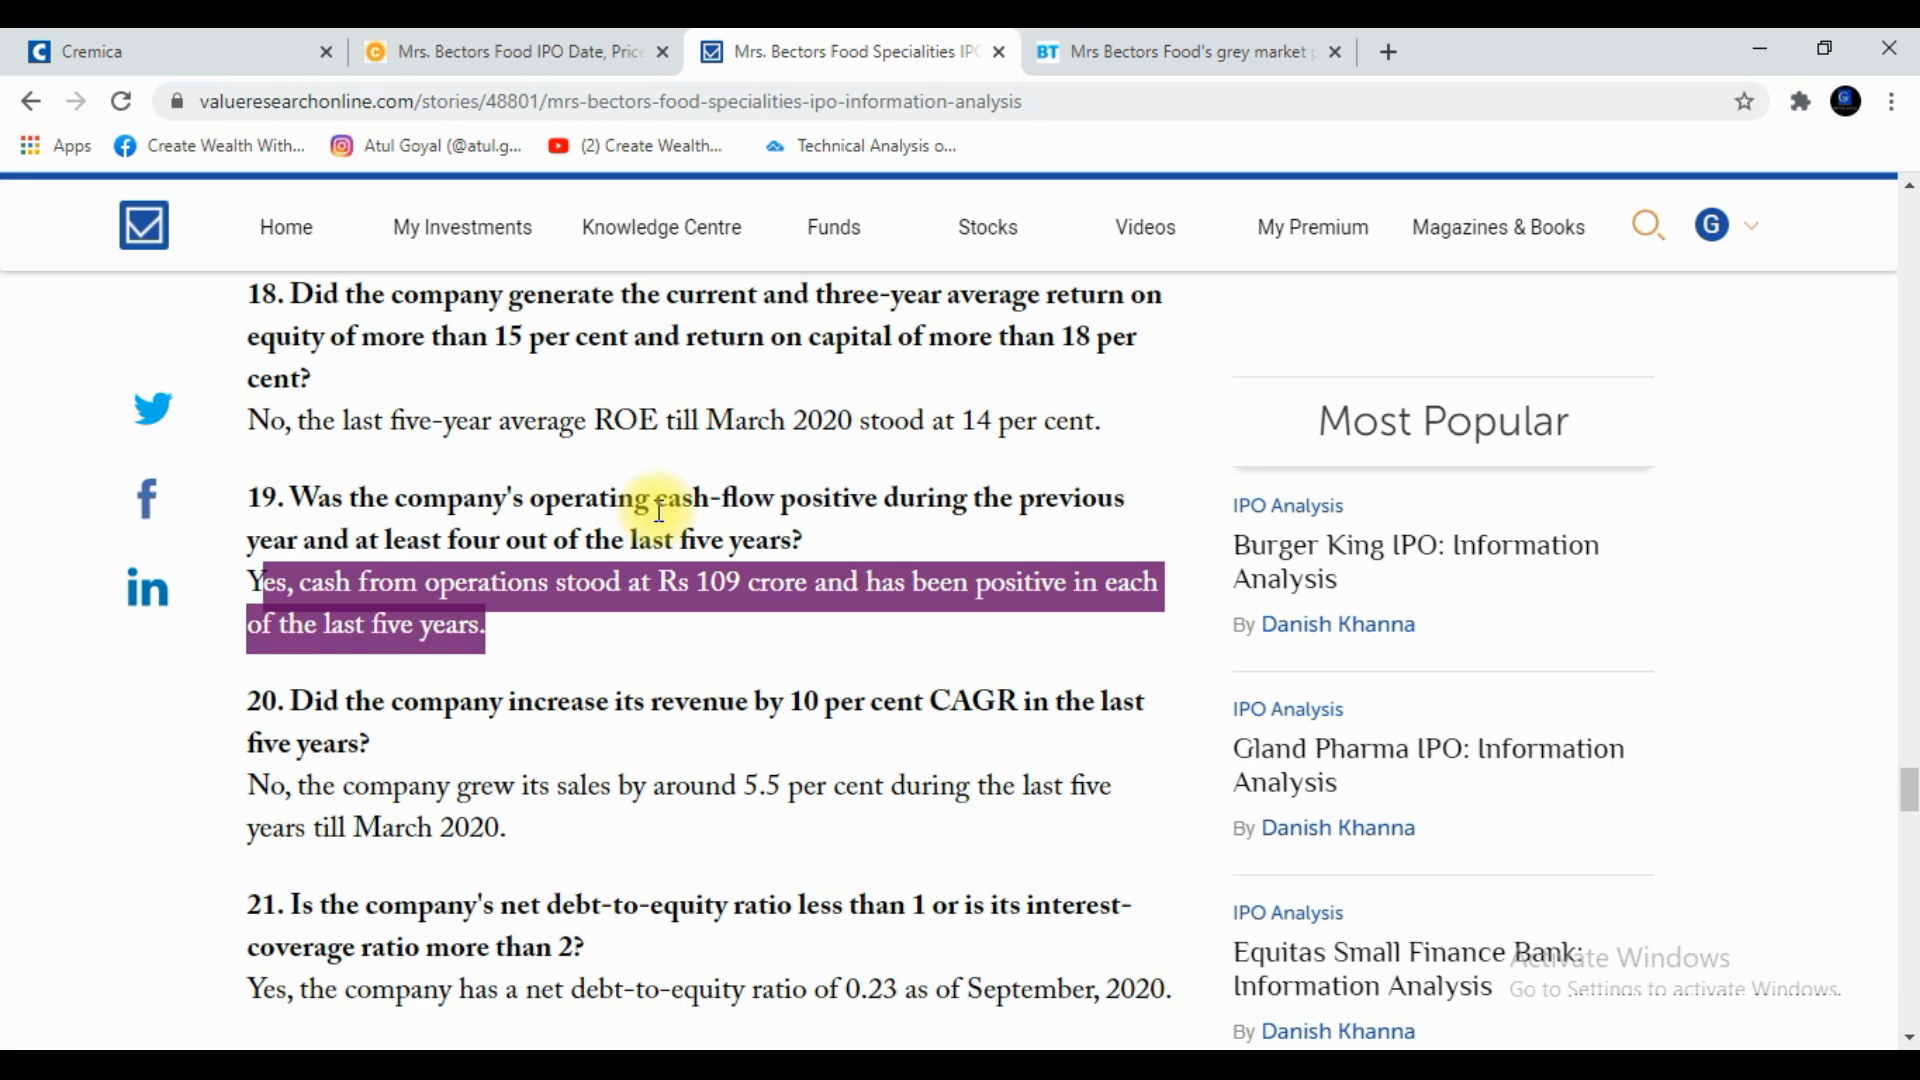 Cremica
Mrs. Bectors Food IPO Date, Price
Mrs. Bectors Food Specialities IPO
BT Mrs Bectors Food's grey market
valueresearchonline.com/stories/48801/mrs-bectors-food-specialities-ipo-information-analysis
Apps
Create Wealth With...
Atul Goyal (@atul.g...
(2) Create Wealth...
Technical Analysis o...
Home
My Investments
Knowledge Centre
Funds
Stocks
Videos
My Premium
Magazines & Books
G
18. Did the company generate the current and three-year average return on
equity of more than 15 per cent and return on capital of more than 18 per
cent?
No, the last five-year average ROE till March 2020 stood at 14 per cent.
19. Was the company's operating cash-flow positive during the previous
year and at least four out of the last five years?
Yes, cash from operations stood at Rs 109 crore and has been positive in each
of the last five years.
20. Did the company increase its revenue by 10 per cent CAGR in the last
five years?
No, the company grew its sales by around 5.5 per cent during the last five
years till March 2020.
21. Is the company's net debt-to-equity ratio less than 1 or is its interest-
coverage ratio more than 2?
Yes, the company has a net debt-to-equity ratio of 0.23 as of September, 2020.
Most Popular
IPO Analysis
Burger King IPO: Information
Analysis
By Danish Khanna
IPO Analysis
Gland Pharma IPO: Information
Analysis
By Danish Khanna
IPO Analysis
Equitas Small Finance Bank:
Information Analysis
By Danish Khanna
Activate Windows
Go to Settings to activate Windows.